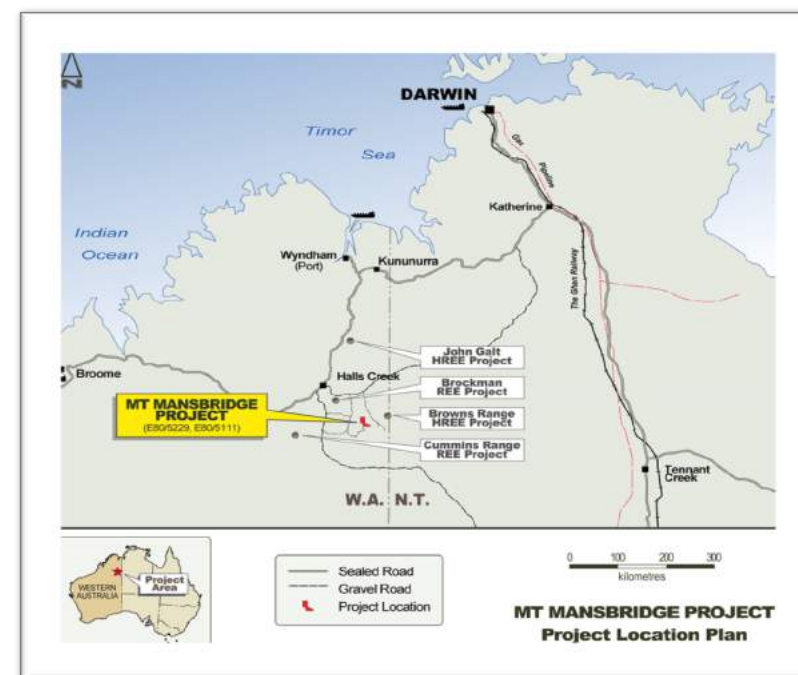 N
DARWIN
Timor
Sea
Gas
Pipeline
Katherine
Indian
Ocean
Wyndham
(Port)
Kununurra
The Ghan Railway
John Galt
HREE Project
Halls Creek
Brockman
REE Project
Broome
MT MANSBRIDGE
PROJECT
(E80/5229, E80/5111)
Browns Range
HREE Project
Cummins Range
REE Project
Tennant
Creek
W.A. N.T.
Project
Area
WESTERN
AUSTRALIA
Sealed Road
Gravel Road
Project Location
0 100 200 300
kilometres
MT MANSBRIDGE PROJECT
Project Location Plan